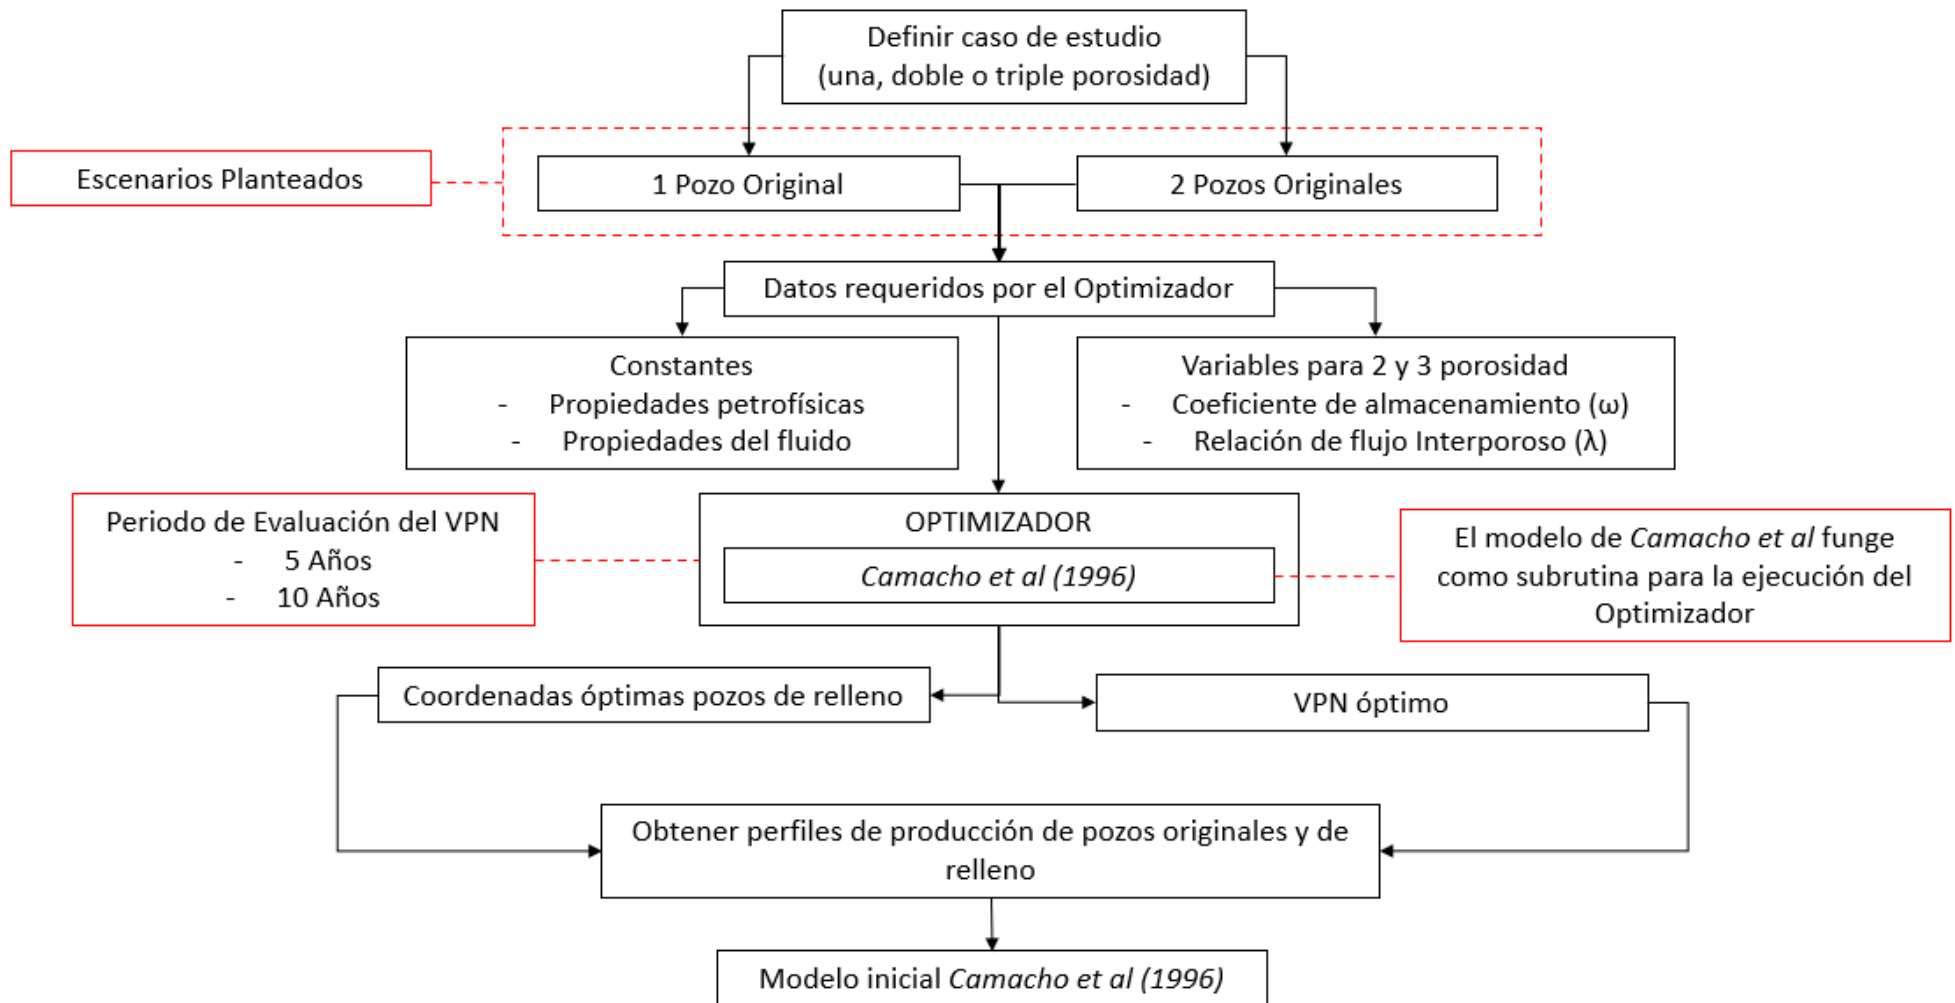 Definir caso de estudio
(una, doble o triple porosidad)
Escenarios Planteados
1 Pozo Original
2 Pozos Originales
Datos requeridos por el Optimizador
Constantes
- Propiedades petrofísicas
- Propiedades del fluido
Variables para 2 y 3 porosidad
- Coeficiente de almacenamiento (ω)
- Relación de flujo Interporoso (λ)
Periodo de Evaluación del VPN
- 5 Años
- 10 Años
OPTIMIZADOR
Camacho et al (1996)
El modelo de Camacho et al funge
como subrutina para la ejecución del
Optimizador
Coordenadas óptimas pozos de relleno
VPN óptimo
Obtener perfiles de producción de pozos originales y de
relleno
Modelo inicial Camacho et al (1996)